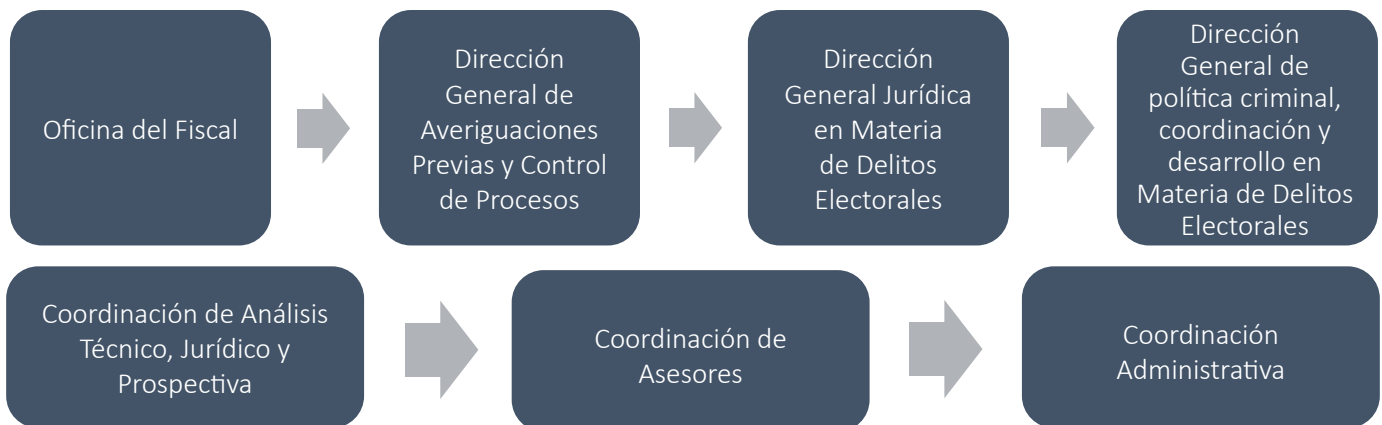 Oficina del Fiscal
Dirección
General de
Averiguaciones
Previas y Control
de Procesos
Dirección
General Jurídica
en Materia
de Delitos
Electorales
Dirección
General de
política criminal,
coordinación y
desarrollo en
Materia de Delitos
Electorales
Coordinación de Análisis
Técnico, Jurídico y
Prospectiva
Coordinación de
Asesores
Coordinación
Administrativa